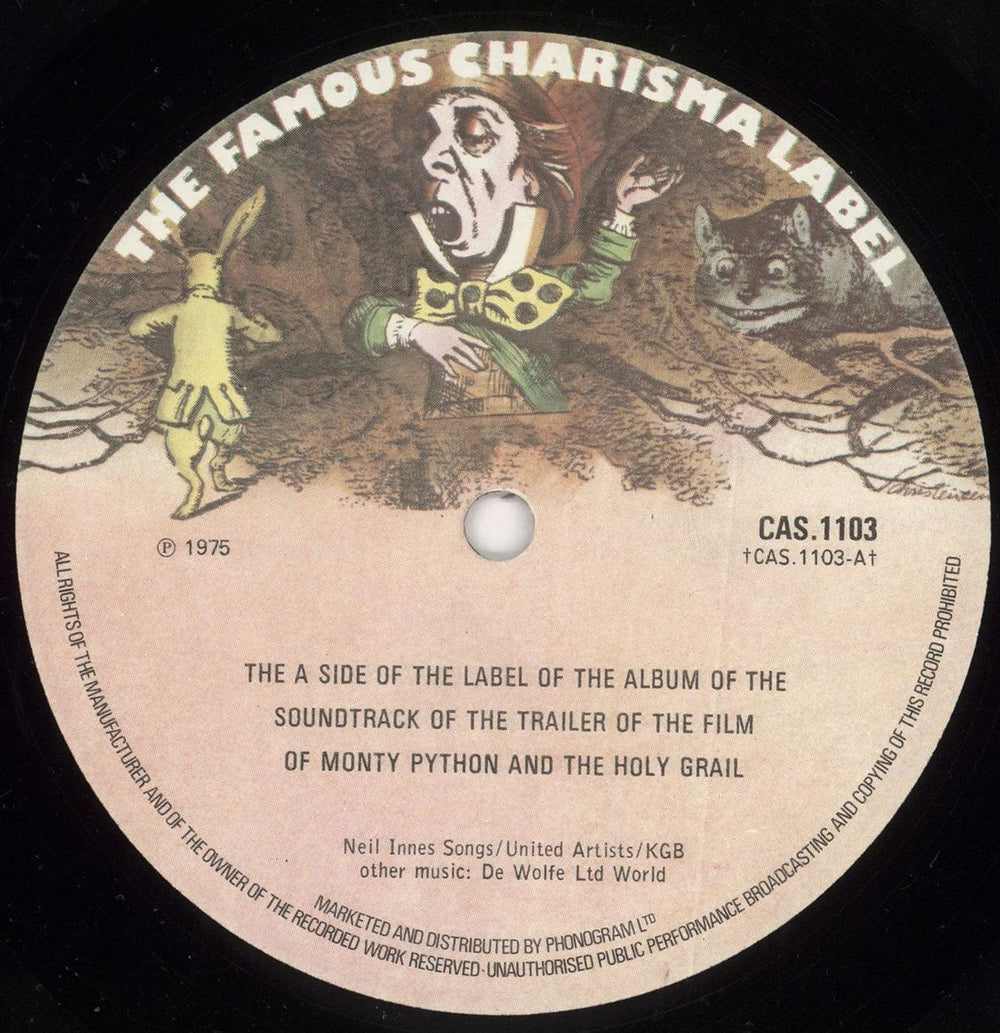 THE FAMOUS CHARISMA LABEL
℗ 1975
CAS.1103
†CAS.1103-A†
THE A SIDE OF THE LABEL OF THE ALBUM OF THE
SOUNDTRACK OF THE TRAILER OF THE FILM
OF MONTY PYTHON AND THE HOLY GRAIL
Neil Innes Songs/United Artists/KGB
other music: De Wolfe Ltd World
MARKETED AND DISTRIBUTED BY PHONOGRAM LTD
ALL RIGHTS OF THE MANUFACTURER AND OF THE OWNER OF THE RECORDED WORK RESERVED·UNAUTHORISED PUBLIC PERFORMANCE BROADCASTING AND COPYING OF THIS RECORD PROHIBITED